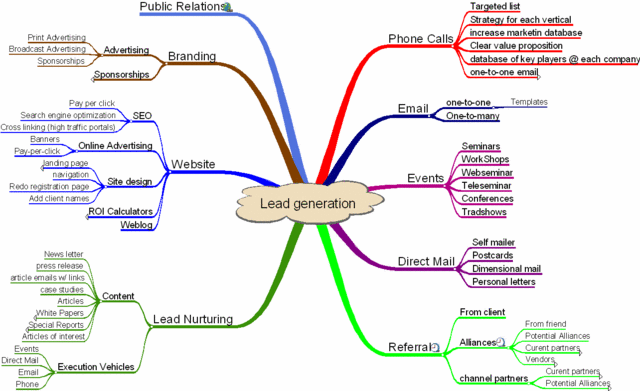 Public Relations
Print Advertising
Broadcast Advertising
Sponsorships
Advertising
Sponsorships
Branding
Pay per click
Search engine optimization
Cross linking (high traffic portals)
SEO
Banners
Pay-per-click
Online Advertising
landing page
navigation
Redo registration page
Add client names
Site design
ROI Calculators
Weblog
Website
News letter
press release
article emails w/ links
case studies
Articles
White Papers
Special Reports
Articles of interest
Content
Events
Direct Mail
Email
Phone
Execution Vehicles
Lead Nurturing
Lead generation
Phone Calls
Targeted list
Strategy for each vertical
increase marketin database
Clear value proposition
database of key players @ each company
one-to-one email
Email
one-to-one
Templates
One-to-many
Events
Seminars
WorkShops
Webseminar
Teleseminar
Conferences
Tradshows
Direct Mail
Self mailer
Postcards
Dimensional mail
Personal letters
Referral
From client
Alliances
From friend
Potential Alliances
Curent partners
Vendors
channel partners
Curent partners
Potential Alliances